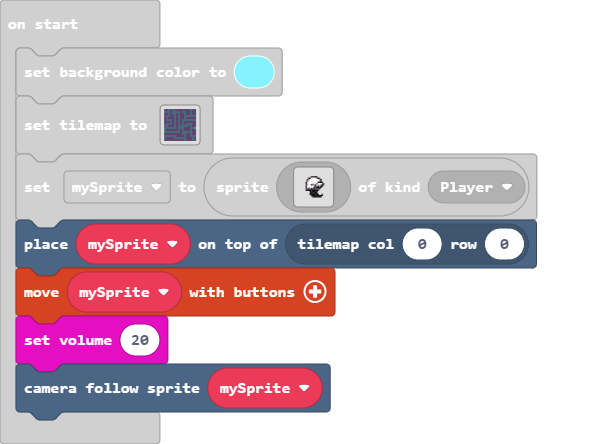 on start
set background color to
set tilemap to
set mySprite to sprite of kind Player
place mySprite on top of tilemap col 0 row 0
move mySprite with buttons
set volume 20
camera follow sprite mySprite